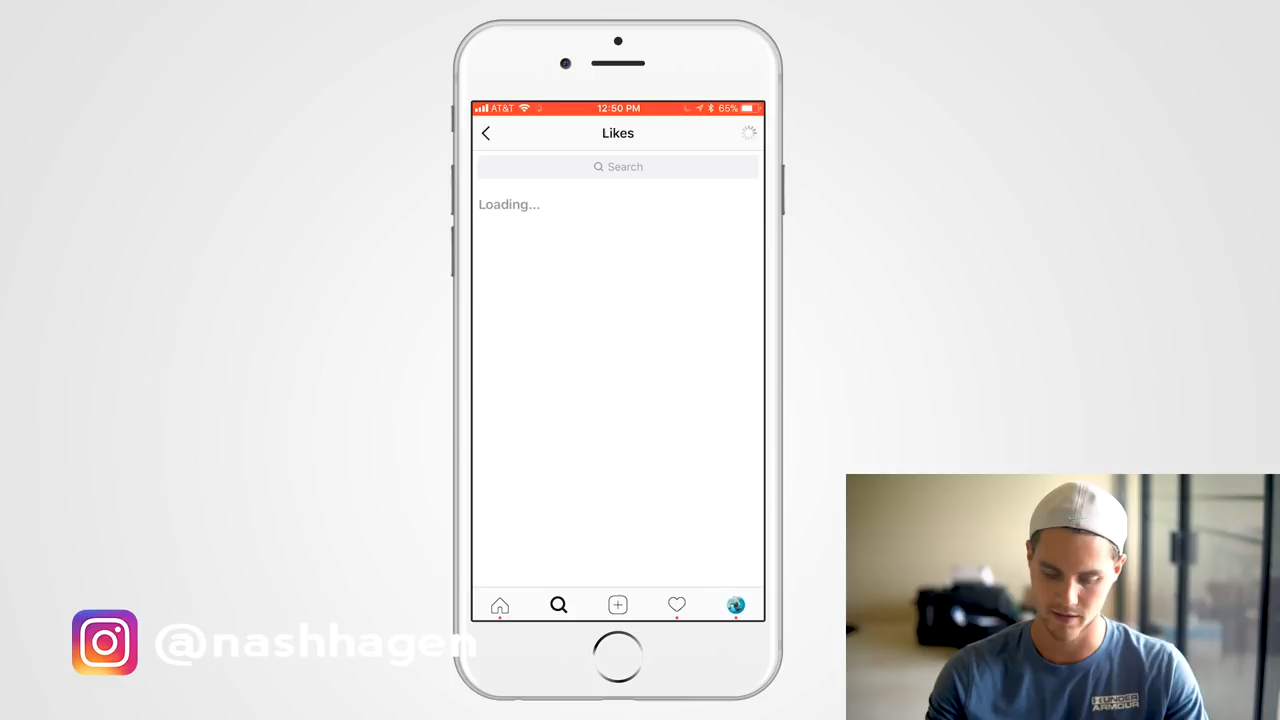 AT&T
12:50 PM
65%
Likes
Search
Loading...
@nashhagen
UNDER
ARMOUR